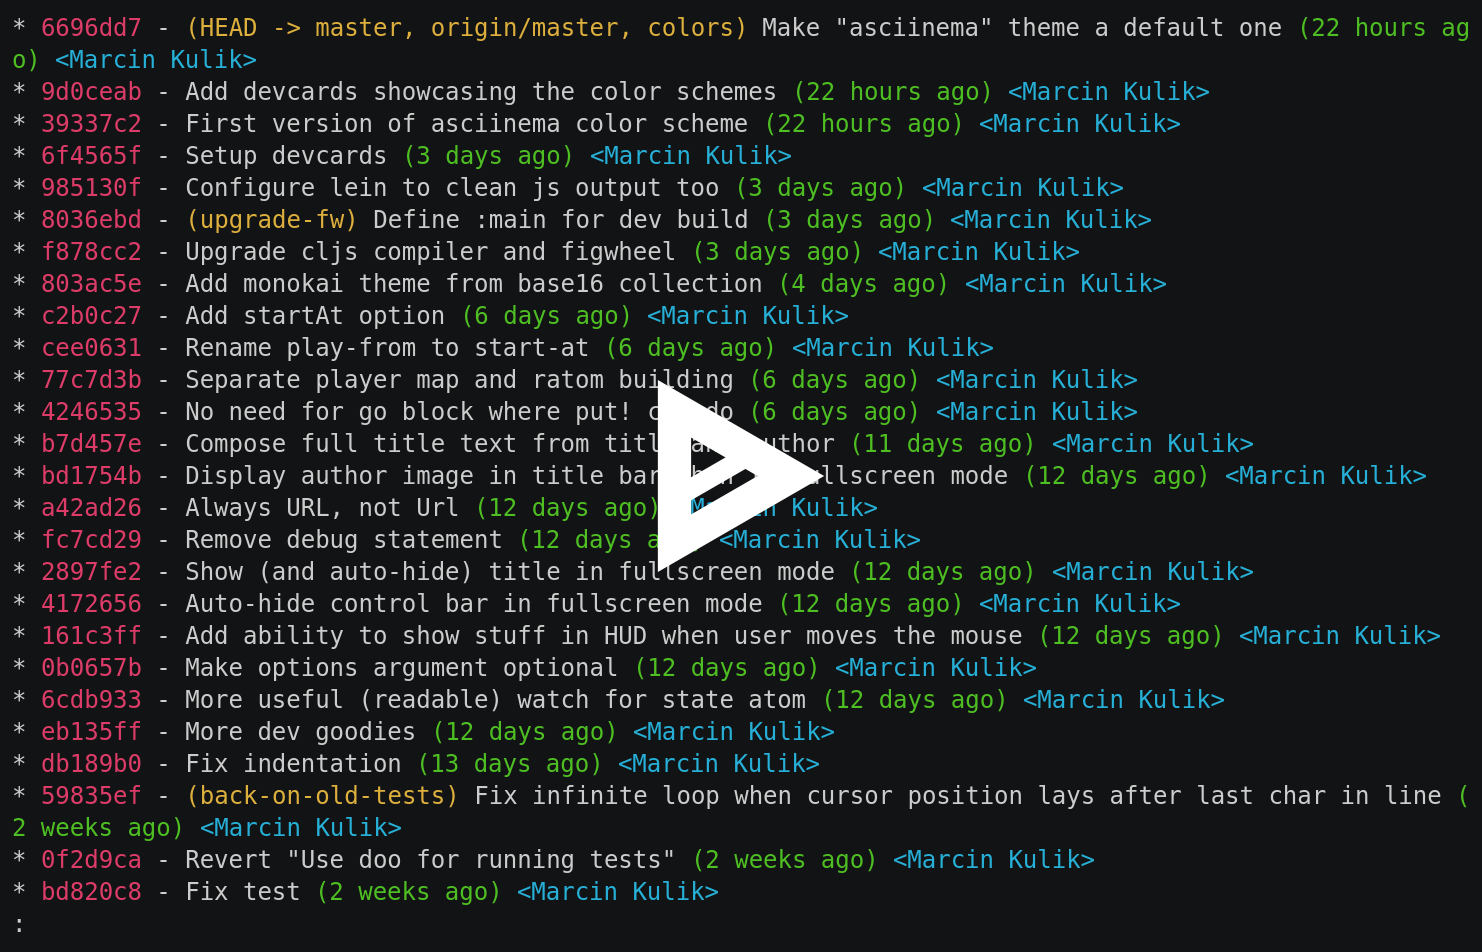 * 6696dd7 - (HEAD -> master, origin/master, colors) Make "asciinema" theme a default one (22 hours ag
o) <Marcin Kulik>
* 9d0ceab - Add devcards showcasing the color schemes (22 hours ago) <Marcin Kulik>
* 39337c2 - First version of asciinema color scheme (22 hours ago) <Marcin Kulik>
* 6f4565f - Setup devcards (3 days ago) <Marcin Kulik>
* 985130f - Configure lein to clean js output too (3 days ago) <Marcin Kulik>
* 8036ebd - (upgrade-fw) Define :main for dev build (3 days ago) <Marcin Kulik>
* f878cc2 - Upgrade cljs compiler and figwheel (3 days ago) <Marcin Kulik>
* 803ac5e - Add monokai theme from base16 collection (4 days ago) <Marcin Kulik>
* c2b0c27 - Add startAt option (6 days ago) <Marcin Kulik>
* cee0631 - Rename play-from to start-at (6 days ago) <Marcin Kulik>
* 77c7d3b - Separate player map and ratom building (6 days ago) <Marcin Kulik>
* 4246535 - No need for go block where put! do (6 days ago) <Marcin Kulik>
* b7d457e - Compose full title text from title and author (11 days ago) <Marcin Kulik>
* bd1754b - Display author image in title bar fullscreen mode (12 days ago) <Marcin Kulik>
* a42ad26 - Always URL, not Url (12 days ago) <Marcin Kulik>
* fc7cd29 - Remove debug statement (12 days ago) <Marcin Kulik>
* 2897fe2 - Show (and auto-hide) title in fullscreen mode (12 days ago) <Marcin Kulik>
* 4172656 - Auto-hide control bar in fullscreen mode (12 days ago) <Marcin Kulik>
* 161c3ff - Add ability to show stuff in HUD when user moves the mouse (12 days ago) <Marcin Kulik>
* 0b0657b - Make options argument optional (12 days ago) <Marcin Kulik>
* 6cdb933 - More useful (readable) watch for state atom (12 days ago) <Marcin Kulik>
* eb135ff - More dev goodies (12 days ago) <Marcin Kulik>
* db189b0 - Fix indentation (13 days ago) <Marcin Kulik>
* 59835ef - (back-on-old-tests) Fix infinite loop when cursor position lays after last char in line (
2 weeks ago) <Marcin Kulik>
* 0f2d9ca - Revert "Use doo for running tests" (2 weeks ago) <Marcin Kulik>
* bd820c8 - Fix test (2 weeks ago) <Marcin Kulik>
: